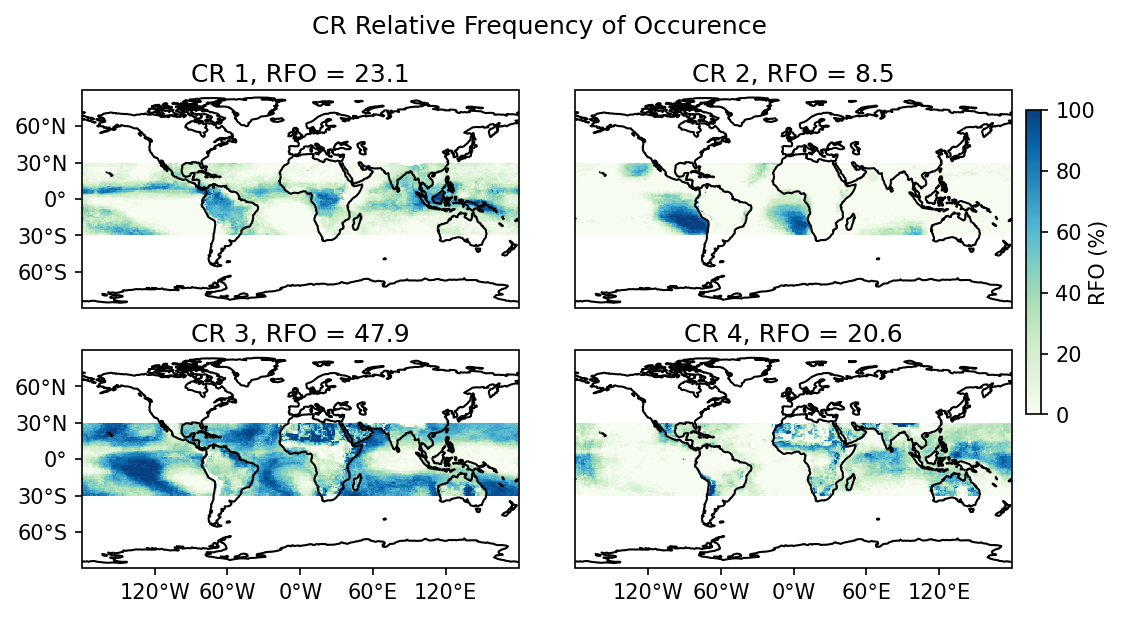 CR Relative Frequency of Occurence
CR 1, RFO = 23.1
CR 2, RFO = 8.5
60°N
30°N
0°
30°S
60°S
100
80
60
40
20
0
RFO (%)
CR 3, RFO = 47.9
CR 4, RFO = 20.6
60°N
30°N
0°
30°S
60°S
120°W 60°W 0°W 60°E 120°E
120°W 60°W 0°W 60°E 120°E